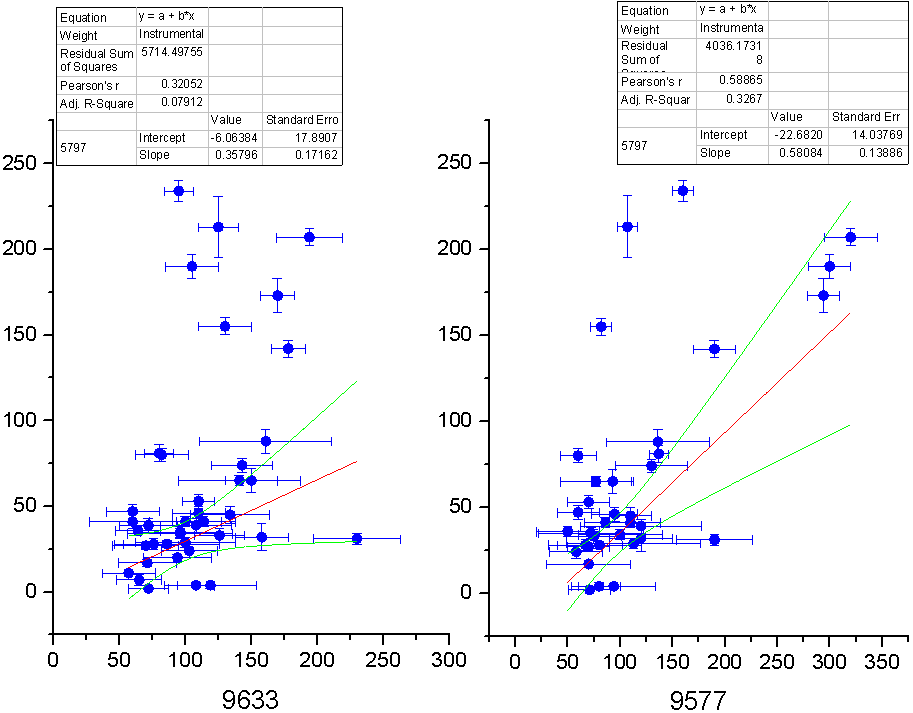 Equation y = a + b*x
Weight Instrumental
Residual Sum of Squares 5714.49755
Pearson's r 0.32052
Adj. R-Square 0.07912
Value Standard Erro
5797 Intercept -6.06384 17.8907
Slope 0.35796 0.17162
250
200
150
100
50
0
0 50 100 150 200 250 300
9633
Equation y = a + b*x
Weight Instrumenta
Residual Sum of 4036.1731 8
Pearson's r 0.58865
Adj. R-Squar 0.3267
Value Standard Err
5797 Intercept -22.6820 14.03769
Slope 0.58084 0.13886
250
200
150
100
50
0
0 50 100 150 200 250 300 350
9577